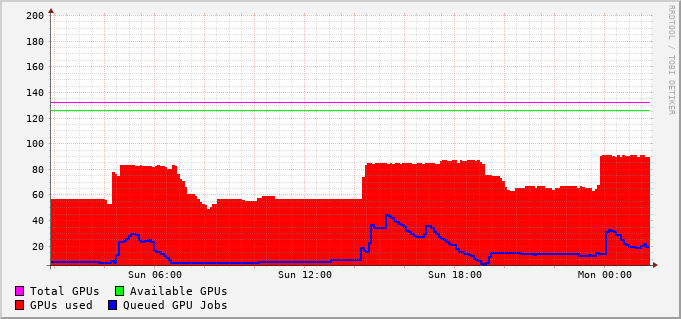 200
180
160
140
120
100
80
60
40
20
Sun 06:00 Sun 12:00 Sun 18:00 Mon 00:00
Total GPUs Available GPUs
GPUs used Queued GPU Jobs
RRDTOOL / TOBI OETIKER